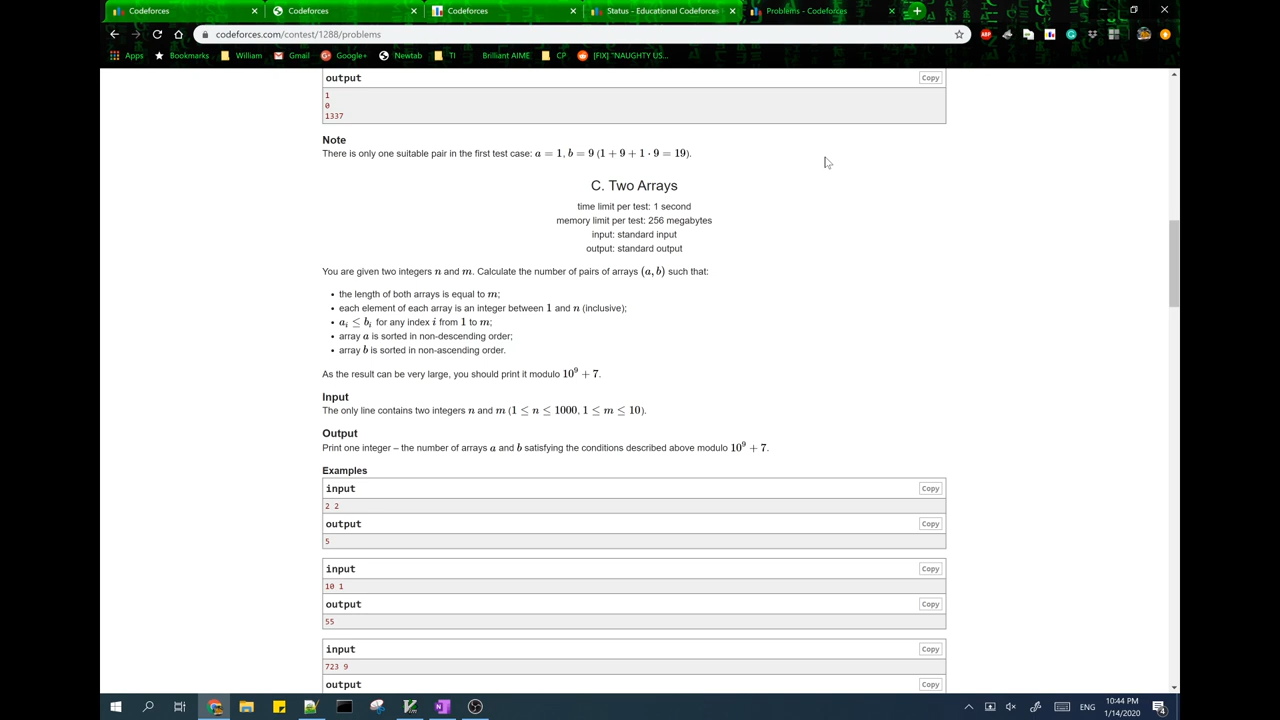 Codeforces
Codeforces
Codeforces
Status - Educational Codeforces
Problems - Codeforces
codeforces.com/contest/1288/problems
ABP
Apps
Bookmarks
William
Gmail
Google+
Newtab
TI
Brilliant AIME
CP
[FIX] "NAUGHTY US...
output
Copy
1
0
1337
Note
There is only one suitable pair in the first test case: a = 1, b = 9 (1 + 9 + 1 · 9 = 19).
C. Two Arrays
time limit per test: 1 second
memory limit per test: 256 megabytes
input: standard input
output: standard output
You are given two integers n and m. Calculate the number of pairs of arrays (a, b) such that:
• the length of both arrays is equal to m;
• each element of each array is an integer between 1 and n (inclusive);
• aᵢ ≤ bᵢ for any index i from 1 to m;
• array a is sorted in non-descending order;
• array b is sorted in non-ascending order.
As the result can be very large, you should print it modulo 10⁹ + 7.
Input
The only line contains two integers n and m (1 ≤ n ≤ 1000, 1 ≤ m ≤ 10).
Output
Print one integer – the number of arrays a and b satisfying the conditions described above modulo 10⁹ + 7.
Examples
input
Copy
2 2
output
Copy
5
input
Copy
10 1
output
Copy
55
input
Copy
723 9
output
Copy
ENG
10:44 PM
1/14/2020